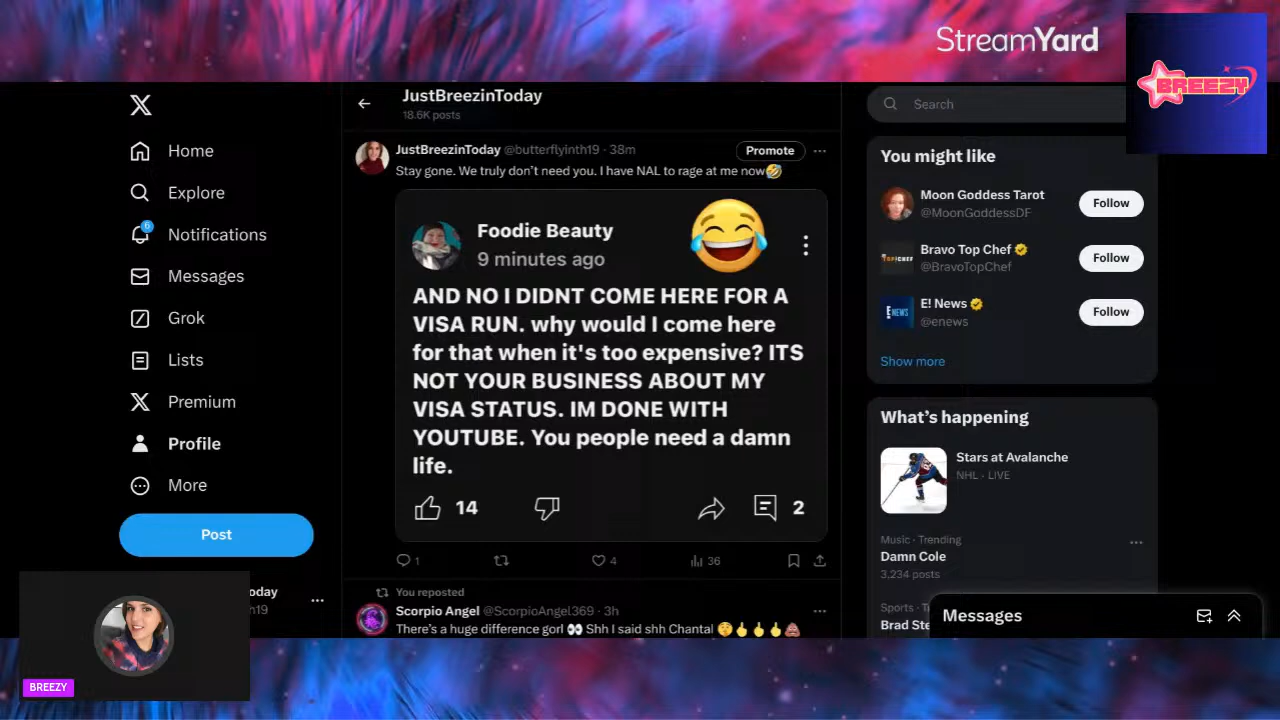 StreamYard
BREEZY
JustBreezinToday
18.6K posts
Search
Home
Explore
6
Notifications
Messages
Grok
Lists
Premium
Profile
More
Post
oday
h19
BREEZY
JustBreezinToday @butterflyinth19 · 38m
Promote
Stay gone. We truly don't need you. I have NAL to rage at me now🤣
Foodie Beauty
9 minutes ago
AND NO I DIDNT COME HERE FOR A
VISA RUN. why would I come here
for that when it's too expensive? ITS
NOT YOUR BUSINESS ABOUT MY
VISA STATUS. IM DONE WITH
YOUTUBE. You people need a damn
life.
14
2
1
4
36
You reposted
Scorpio Angel @ScorpioAngel369 · 3h
There's a huge difference gorl 👀 Shh I said shh Chantal 🤫👆👆👆💩
You might like
Moon Goddess Tarot
@MoonGoddessDF
Follow
Bravo Top Chef
@BravoTopChef
Follow
E! News
@enews
Follow
Show more
What's happening
Stars at Avalanche
NHL · LIVE
Music · Trending
Damn Cole
3,234 posts
Sports · T
Brad Ste
Messages